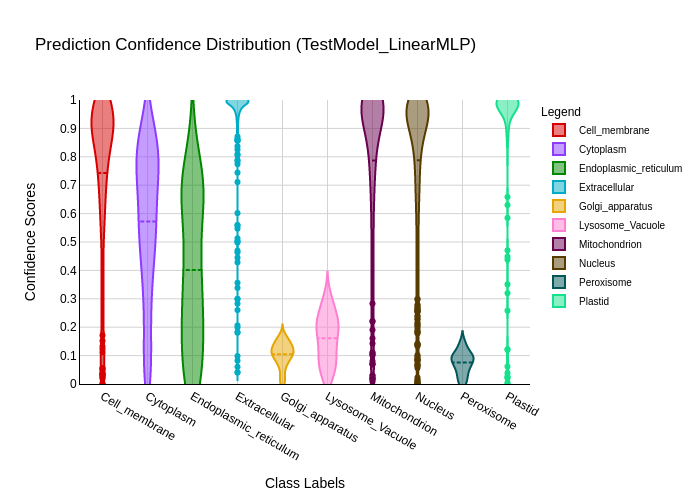 Prediction Confidence Distribution (TestModel_LinearMLP)
Confidence Scores
1
0.9
0.8
0.7
0.6
0.5
0.4
0.3
0.2
0.1
0
Cell_membrane
Cytoplasm
Endoplasmic_reticulum
Extracellular
Golgi_apparatus
Lysosome_Vacuole
Mitochondrion
Nucleus
Peroxisome
Plastid
Class Labels
Legend
Cell_membrane
Cytoplasm
Endoplasmic_reticulum
Extracellular
Golgi_apparatus
Lysosome_Vacuole
Mitochondrion
Nucleus
Peroxisome
Plastid